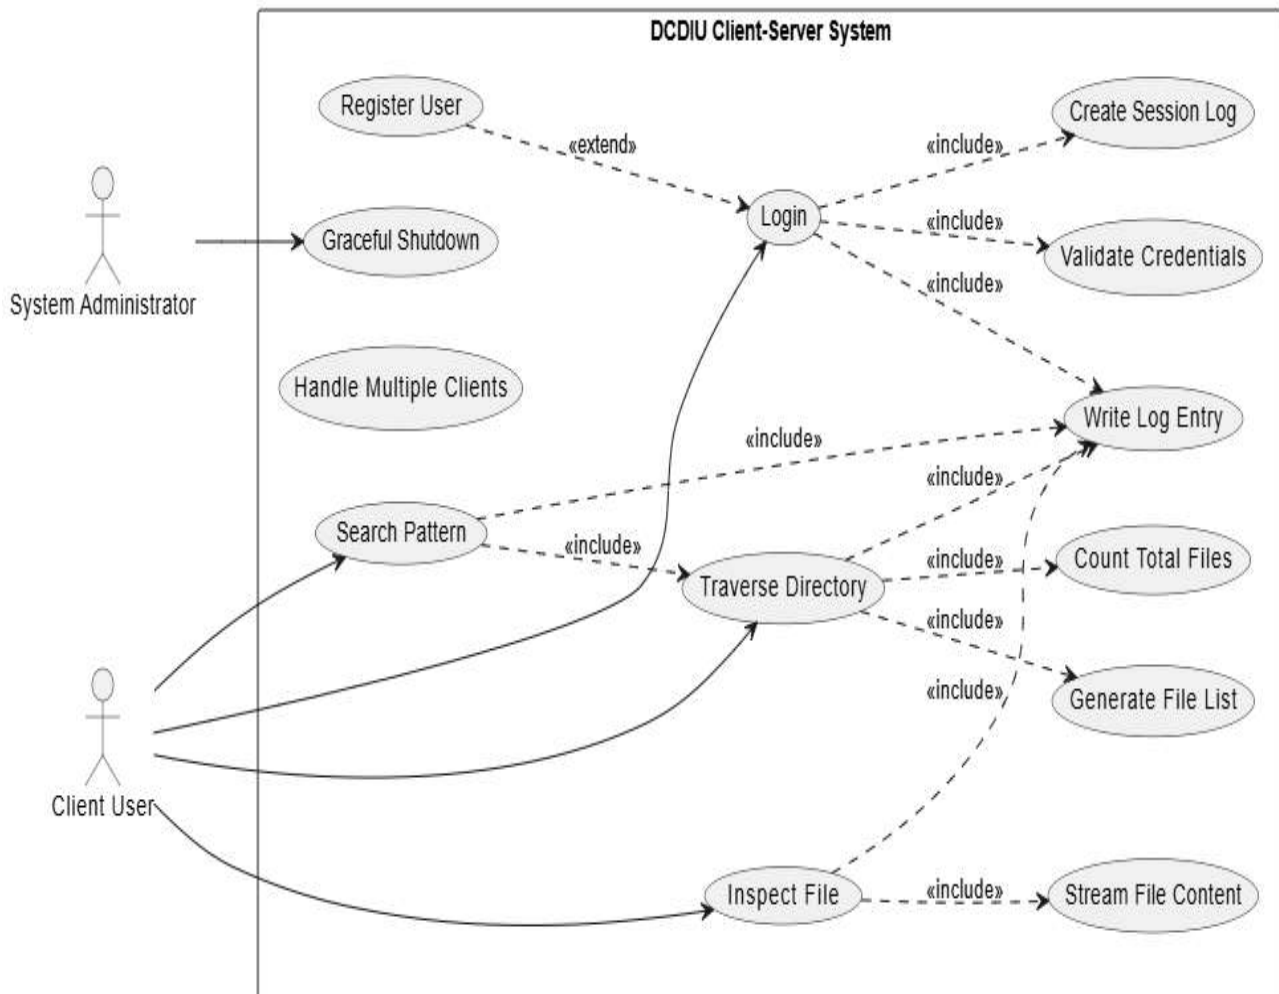 DCDIU Client-Server System
Register User
Create Session Log
«extend»
«include»
Login
«include»
System Administrator
Graceful Shutdown
Validate Credentials
«include»
Handle Multiple Clients
Write Log Entry
«include»
«include»
Search Pattern
«include»
Traverse Directory
«include»
Count Total Files
«include»
«include»
Generate File List
Client User
Inspect File
«include»
Stream File Content